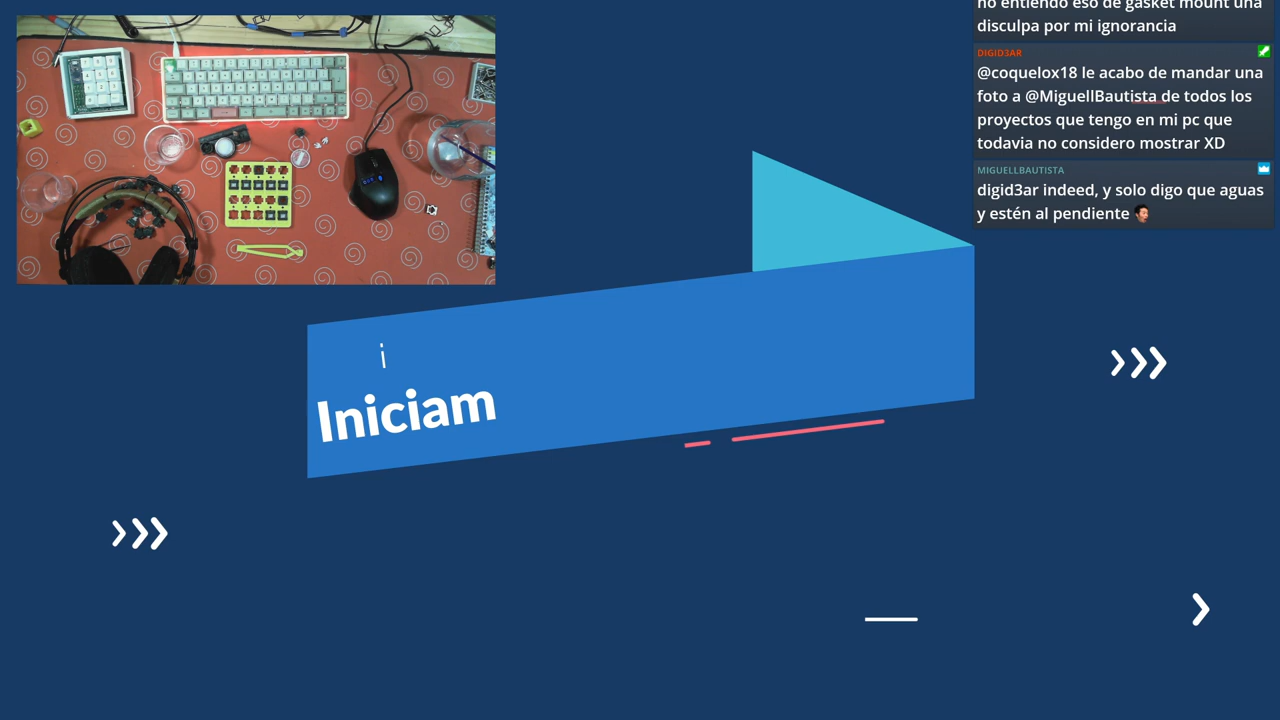 no entiendo eso de gasket mount una
disculpa por mi ignorancia
DIGID3AR
@coquelox18 le acabo de mandar una
foto a @MiguellBautista de todos los
proyectos que tengo en mi pc que
todavia no considero mostrar XD
MIGUELLBAUTISTA
digid3ar indeed, y solo digo que aguas
y estén al pendiente
i
Iniciam